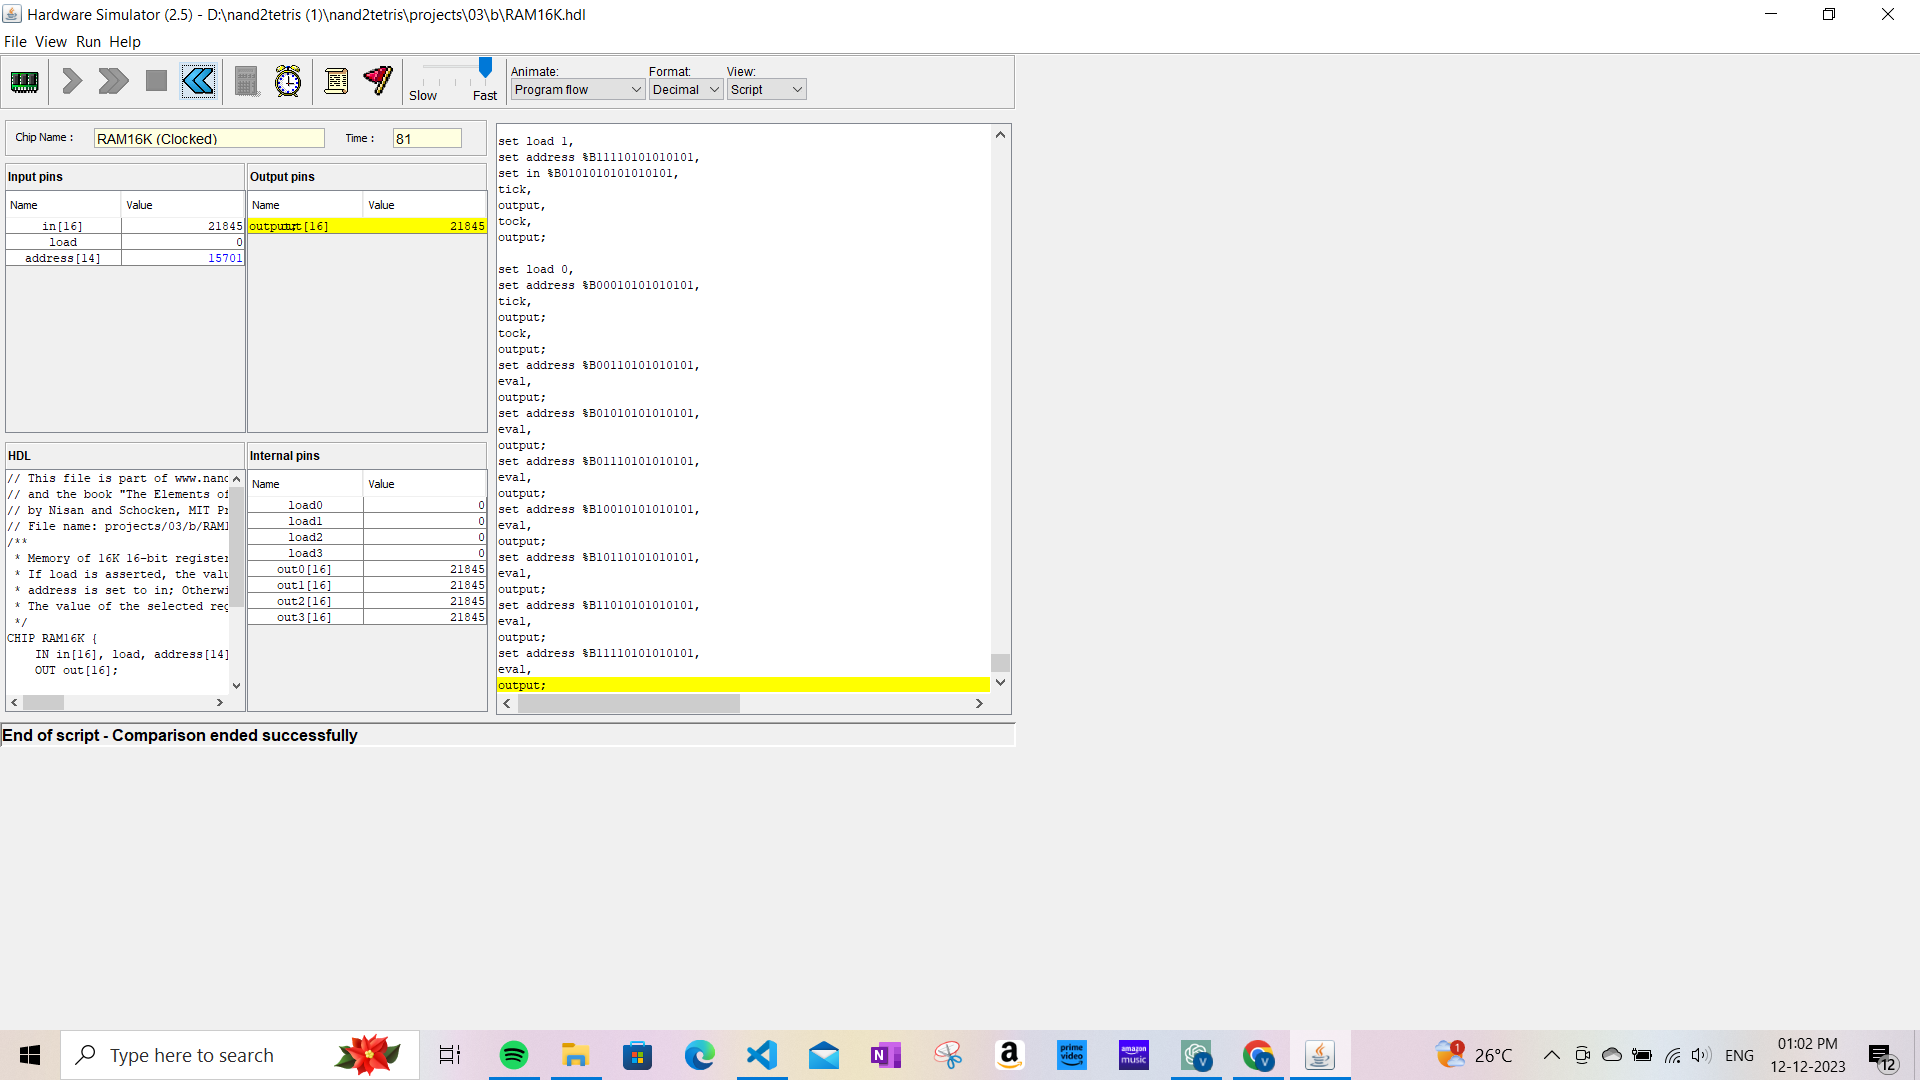 Hardware Simulator (2.5) - D:\nand2tetris (1)\nand2tetris\projects\03\b\RAM16K.hdl
File View Run Help
Slow Fast
Animate: Format: View:
Program flow Decimal Script
Chip Name : RAM16K (Clocked) Time : 81
Input pins
Name Value
in[16] 21845
load 0
address[14] 15701
Output pins
Name Value
21845
HDL
// This file is part of www.nand
// and the book "The Elements of
// by Nisan and Schocken, MIT Pr
// File name: projects/03/b/RAM1
/**
* Memory of 16K 16-bit register
* If load is asserted, the valu
* address is set to in; Otherwi
* The value of the selected reg
*/
CHIP RAM16K {
IN in[16], load, address[14]
OUT out[16];
Internal pins
Name Value
load0 0
load1 0
load2 0
load3 0
out0[16] 21845
out1[16] 21845
out2[16] 21845
out3[16] 21845
set load 1,
set address %B11110101010101,
set in %B0101010101010101,
tick,
output,
tock,
output;
set load 0,
set address %B00010101010101,
tick,
output;
tock,
output;
set address %B00110101010101,
eval,
output;
set address %B01010101010101,
eval,
output;
set address %B01110101010101,
eval,
output;
set address %B10010101010101,
eval,
output;
set address %B10110101010101,
eval,
output;
set address %B11010101010101,
eval,
output;
set address %B11110101010101,
eval,
output;
End of script - Comparison ended successfully
Type here to search
N
a
prime video
amazon music
V
V
1
26°C
ENG
01:02 PM
12-12-2023
12